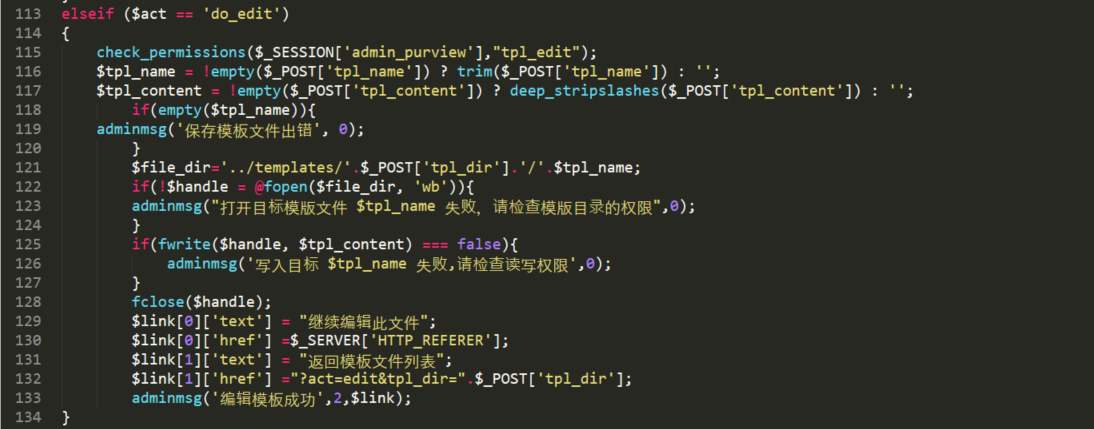 113 elseif ($act == 'do_edit')
114 {
115     check_permissions($_SESSION['admin_purview'],"tpl_edit");
116     $tpl_name = !empty($_POST['tpl_name']) ? trim($_POST['tpl_name']) : '';
117     $tpl_content = !empty($_POST['tpl_content']) ? deep_stripslashes($_POST['tpl_content']) : '';
118         if(empty($tpl_name)){
119     adminmsg('保存模板文件出错', 0);
120         }
121         $file_dir='../templates/'.$_POST['tpl_dir'].'/'.$tpl_name;
122         if(!$handle = @fopen($file_dir, 'wb')){
123         adminmsg("打开目标模版文件 $tpl_name 失败，请检查模版目录的权限",0);
124         }
125         if(fwrite($handle, $tpl_content) === false){
126             adminmsg('写入目标 $tpl_name 失败,请检查读写权限',0);
127         }
128         fclose($handle);
129         $link[0]['text'] = "继续编辑此文件";
130         $link[0]['href'] =$_SERVER['HTTP_REFERER'];
131         $link[1]['text'] = "返回模板文件列表";
132         $link[1]['href'] ="?act=edit&tpl_dir=".$_POST['tpl_dir'];
133         adminmsg('编辑模板成功',2,$link);
134 }